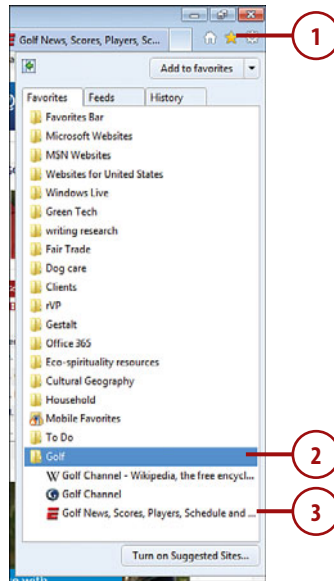 Golf News, Scores, Players, Sc...
1
Add to favorites
Favorites Feeds History
Favorites Bar
Microsoft Websites
MSN Websites
Websites for United States
Windows Live
Green Tech
writing research
Fair Trade
Dog care
Clients
rVP
Gestalt
Office 365
Eco-spirituality resources
Cultural Geography
Household
Mobile Favorites
To Do
Golf
2
W Golf Channel - Wikipedia, the free encycl...
Golf Channel
Golf News, Scores, Players, Schedule and ...
3
Turn on Suggested Sites...